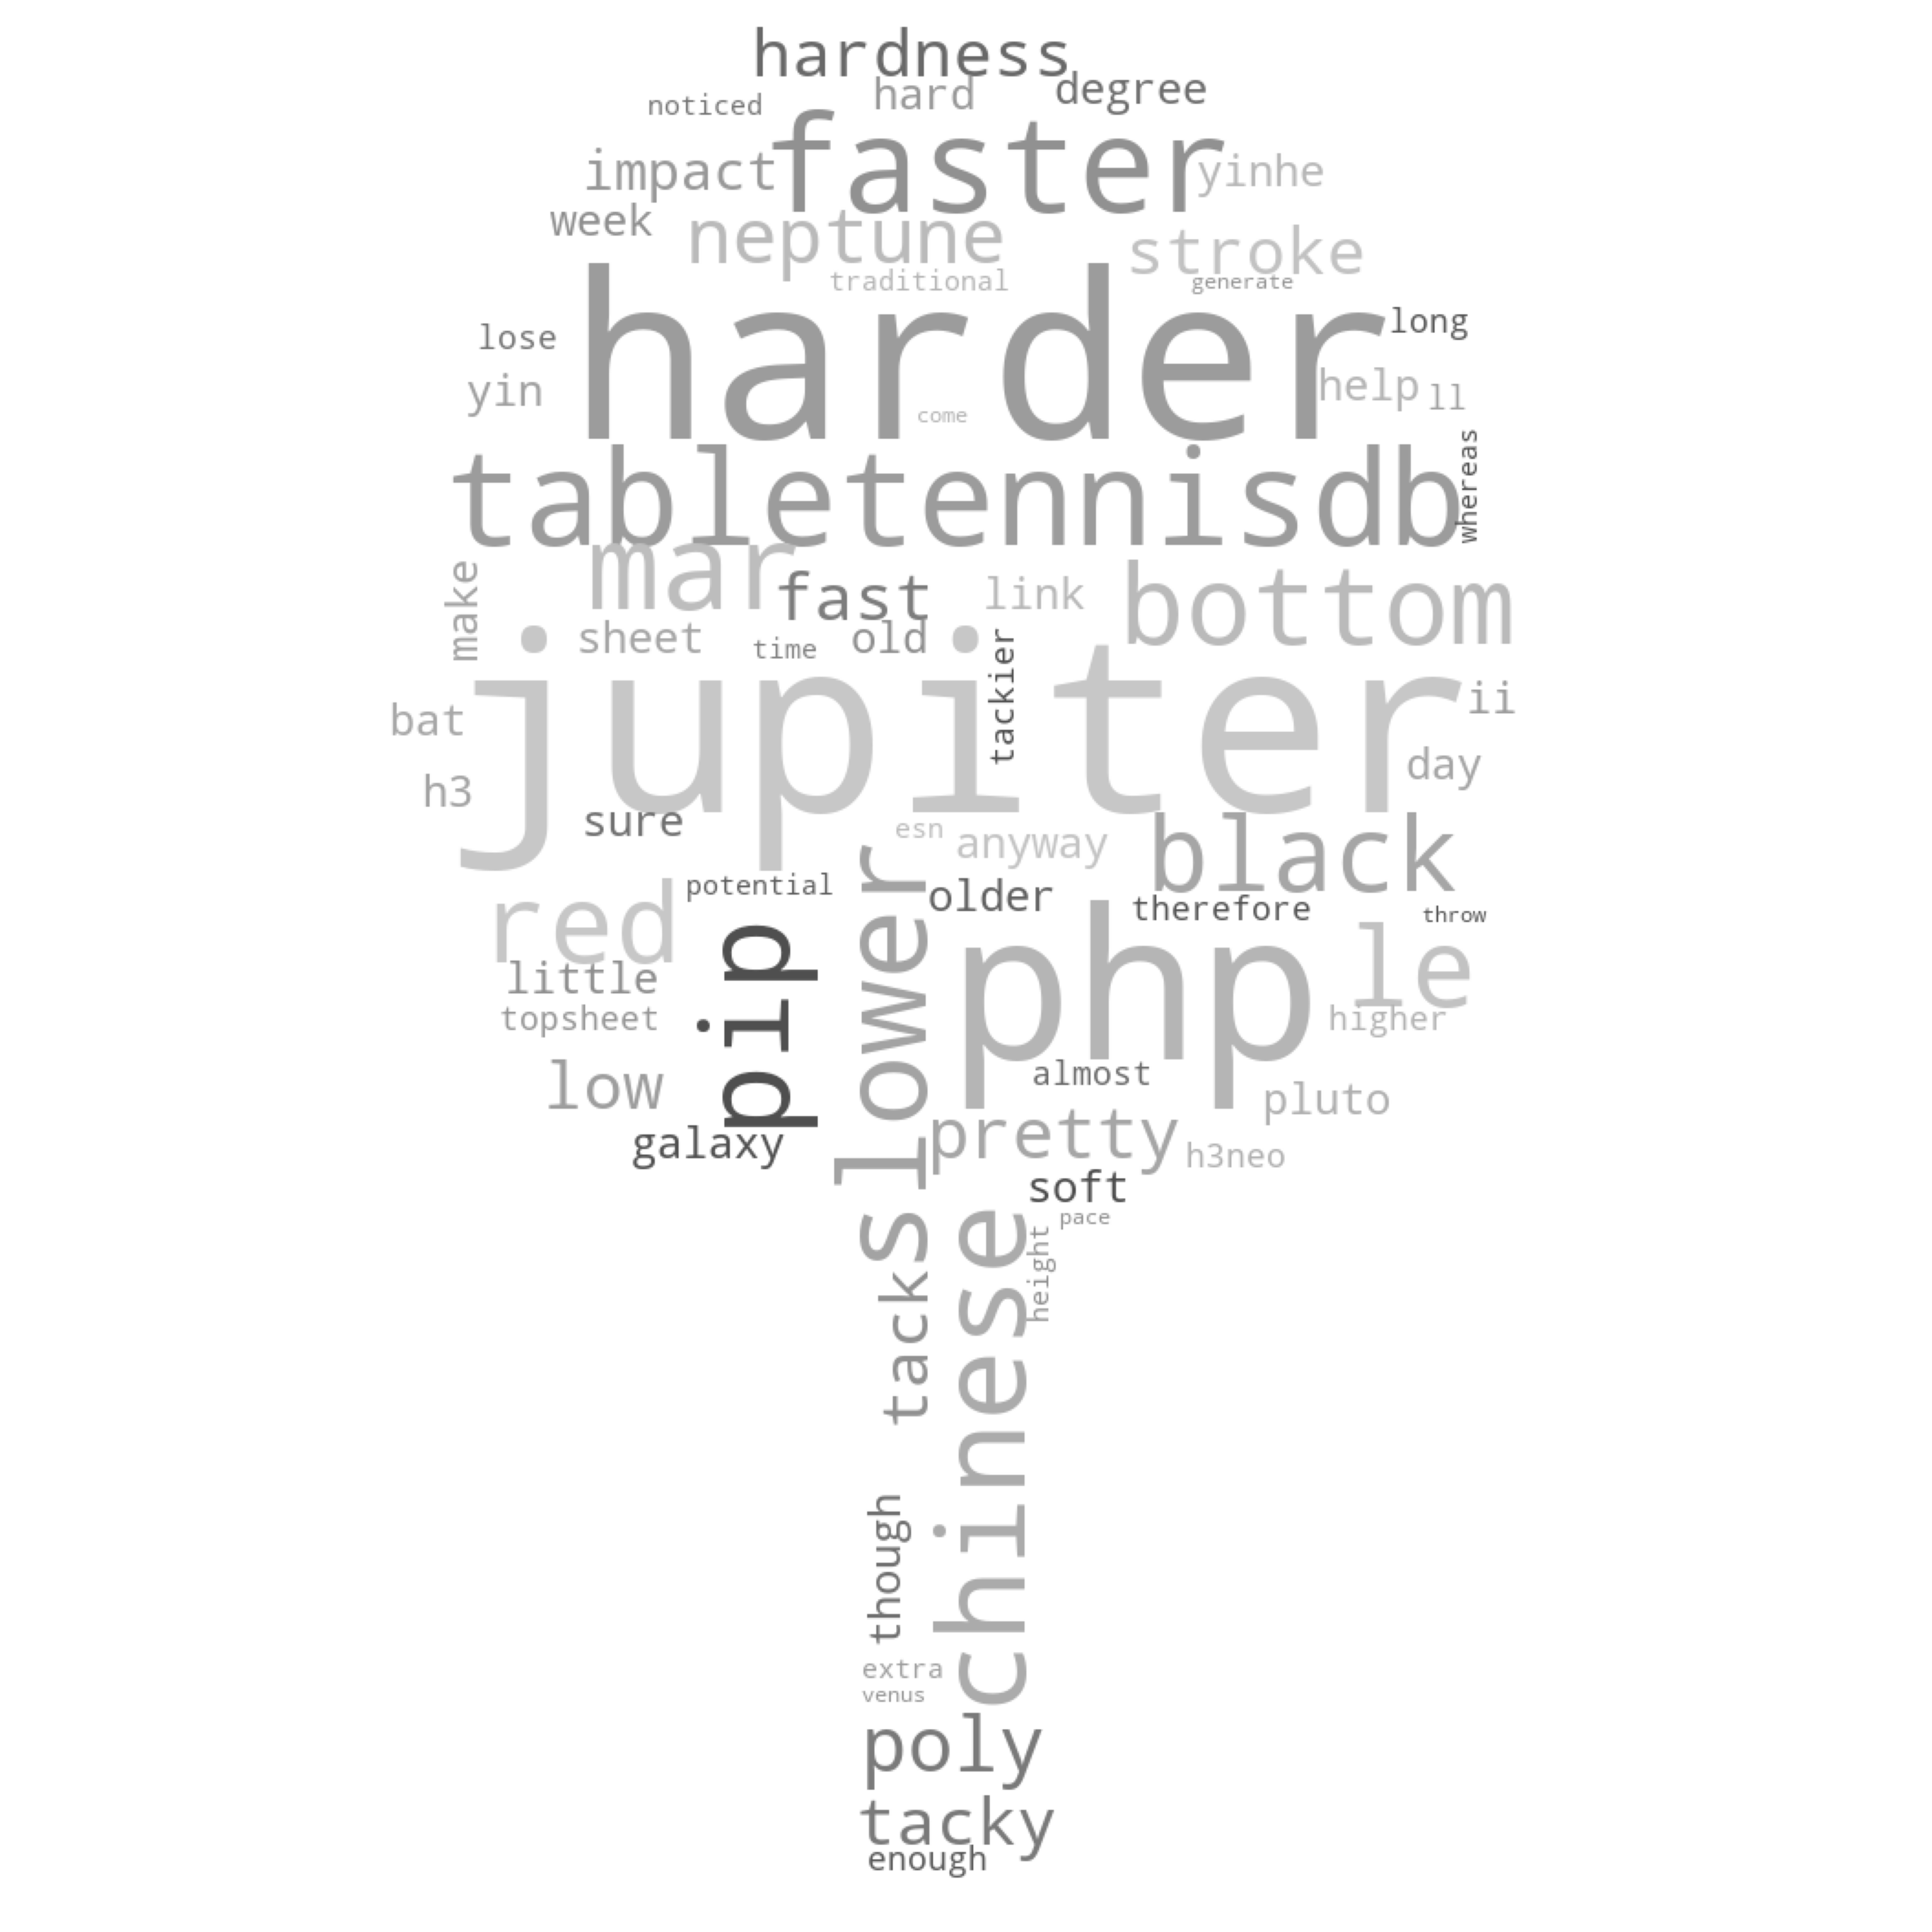 hardness
noticed hard degree
impact faster yinhe
week neptune stroke
traditional generate
lose harder long
yin come help ll
tabletennisdb whereas
make mar fast link bottom
sheet time old tackier
bat jupiter ii
h3 day
sure esn anyway black
potential older therefore throw
red pip slower php le
little
topsheet higher
low almost pluto
galaxy pretty h3neo
soft
pace
tack chinese height
though
extra
venus
poly
tacky
enough